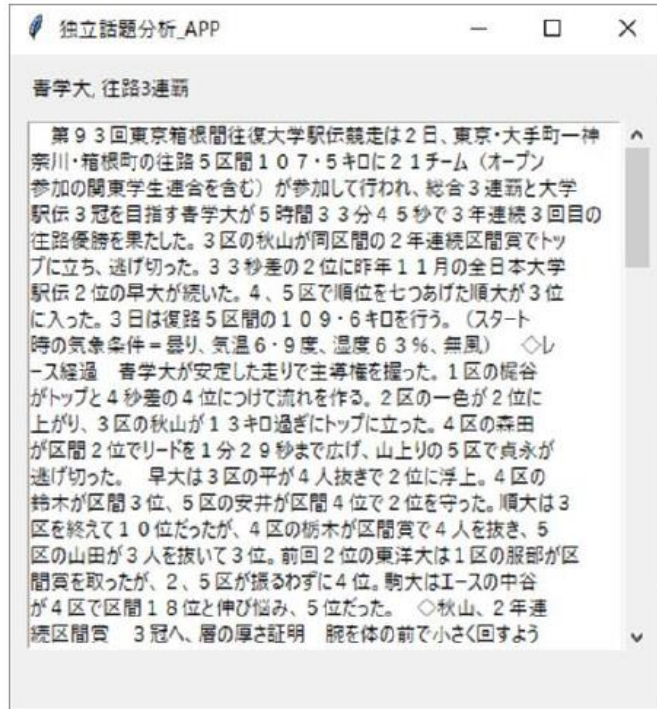 独立話題分析_APP
青学大, 往路3連覇
　第９３回東京箱根間往復大学駅伝競走は２日、東京・大手町ー神
奈川・箱根町の往路５区間１０７・５キロに２１チーム（オープン
参加の関東学生連合を含む）が参加して行われ、総合３連覇と大学
駅伝３冠を目指す青学大が５時間３３分４５秒で３年連続３回目の
往路優勝を果たした。３区の秋山が同区間の２年連続区間賞でトッ
プに立ち、逃げ切った。３３秒差の２位に昨年１１月の全日本大学
駅伝２位の早大が続いた。４、５区で順位を七つあげた順大が３位
に入った。３日は復路５区間の１０９・６キロを行う。（スタート
時の気象条件＝曇り、気温６・９度、湿度６３％、無風）　◇レ
ース経過　青学大が安定した走りで主導権を握った。１区の梶谷
がトップと４秒差の４位につけて流れを作る。２区の一色が２位に
上がり、３区の秋山が１３キロ過ぎにトップに立った。４区の森田
が区間２位でリードを１分２９秒まで広げ、山上りの５区で貞永が
逃げ切った。　早大は３区の平が４人抜きで２位に浮上。４区の
鈴木が区間３位、５区の安井が区間４位で２位を守った。順大は３
区を終えて１０位だったが、４区の栃木が区間賞で４人を抜き、５
区の山田が３人を抜いて３位。前回２位の東洋大は１区の服部が区
間賞を取ったが、２、５区が振るわずに４位。駒大はエースの中谷
が４区で区間１８位と伸び悩み、５位だった。　◇秋山、２年連
続区間賞　３冠へ、層の厚さ証明　腕を体の前で小さく回すよう